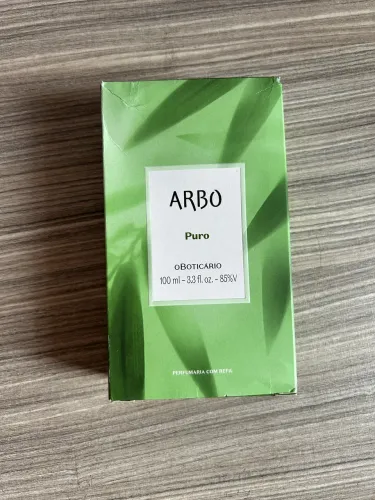 ARBO
Puro
oBOTICÁRIO
100 ml – 3.3 fl. oz. – 85%V
PERFUMARIA COM REFIL